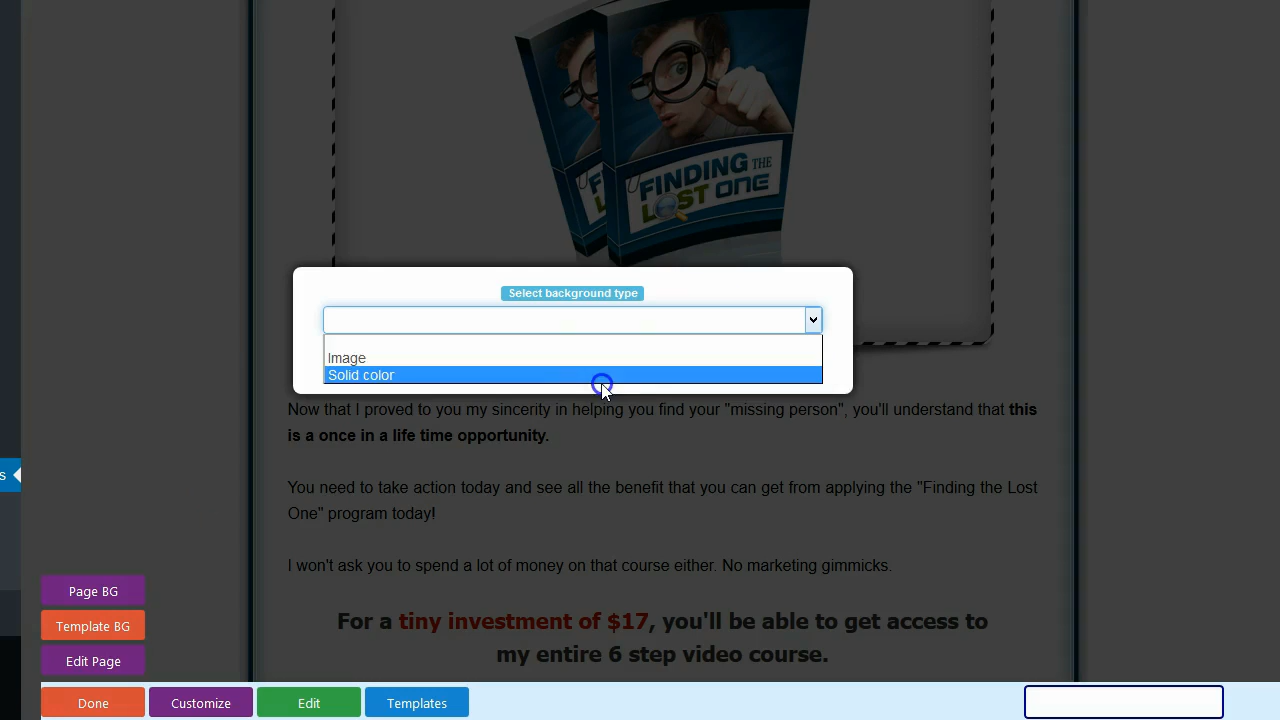 FINDING THE
LOST ONE
Select background type
Image
Solid color
Now that I proved to you my sincerity in helping you find your "missing person", you'll understand that this
is a once in a life time opportunity.
s
You need to take action today and see all the benefit that you can get from applying the "Finding the Lost
One" program today!
I won't ask you to spend a lot of money on that course either. No marketing gimmicks.
Page BG
For a tiny investment of $17, you'll be able to get access to
Template BG
my entire 6 step video course.
Edit Page
Done
Customize
Edit
Templates